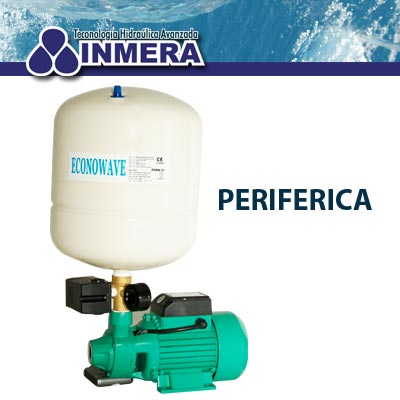 Tecnología Hidráulica Avanzada
INMERA
ECONOWAVE
PERIFERICA